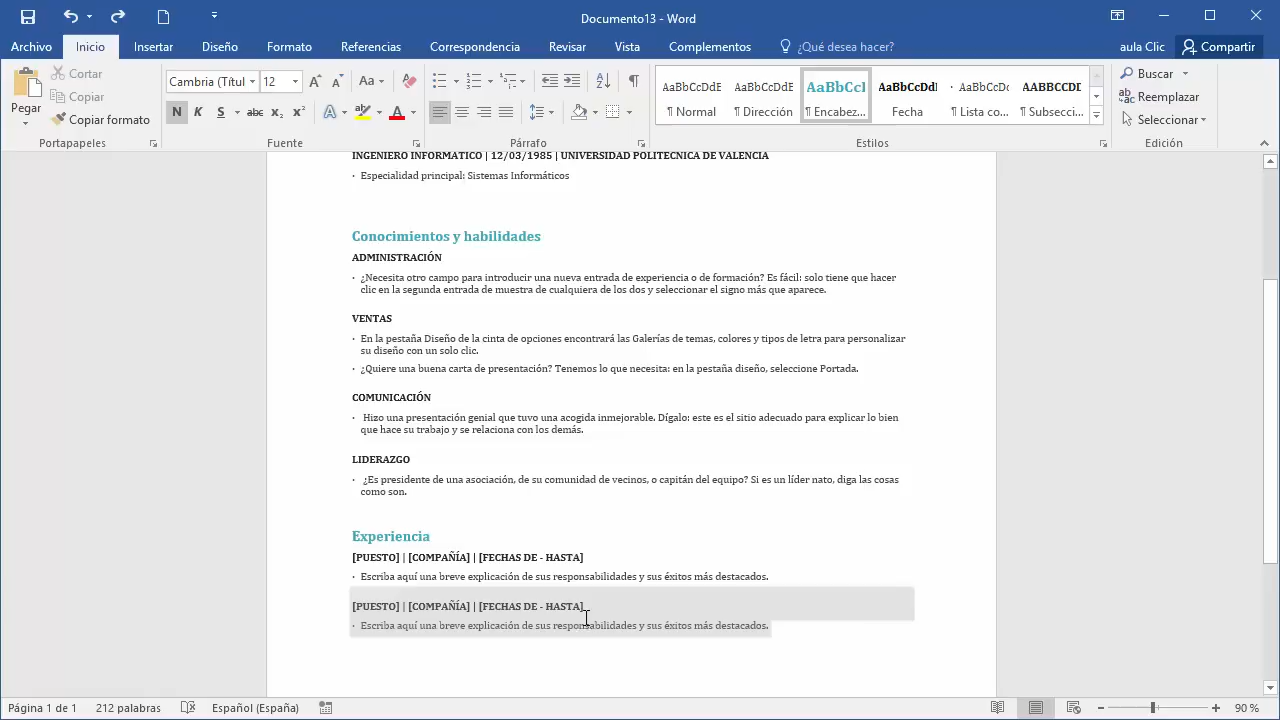 Documento13 - Word
Archivo Inicio Insertar Diseño Formato Referencias Correspondencia Revisar Vista Complementos ¿Qué desea hacer? aula Clic Compartir
Pegar
Cortar
Copiar
Copiar formato
Portapapeles
Cambria (Títul 12 Aa
N K S abc x₂ x² A A
Fuente
Párrafo
AaBbCcDdE AaBbCcDdE AaBbCcI AaBbCcDdI AaBbCcDc AABBCCDI
¶ Normal ¶ Dirección ¶ Encabez... Fecha ¶ Lista co... ¶ Subsecci...
Estilos
Buscar
Reemplazar
Seleccionar
Edición
INGENIERO INFORMÁTICO | 12/03/1985 | UNIVERSIDAD POLITECNICA DE VALENCIA
· Especialidad principal: Sistemas Informáticos
Conocimientos y habilidades
ADMINISTRACIÓN
· ¿Necesita otro campo para introducir una nueva entrada de experiencia o de formación? Es fácil: solo tiene que hacer
clic en la segunda entrada de muestra de cualquiera de los dos y seleccionar el signo más que aparece.
VENTAS
· En la pestaña Diseño de la cinta de opciones encontrará las Galerías de temas, colores y tipos de letra para personalizar
su diseño con un solo clic.
· ¿Quiere una buena carta de presentación? Tenemos lo que necesita: en la pestaña diseño, seleccione Portada.
COMUNICACIÓN
· Hizo una presentación genial que tuvo una acogida inmejorable. Dígalo: este es el sitio adecuado para explicar lo bien
que hace su trabajo y se relaciona con los demás.
LIDERAZGO
· ¿Es presidente de una asociación, de su comunidad de vecinos, o capitán del equipo? Si es un líder nato, diga las cosas
como son.
Experiencia
[PUESTO] | [COMPAÑÍA] | [FECHAS DE - HASTA]
· Escriba aquí una breve explicación de sus responsabilidades y sus éxitos más destacados.
[PUESTO] | [COMPAÑÍA] | [FECHAS DE - HASTA]
· Escriba aquí una breve explicación de sus responsabilidades y sus éxitos más destacados.
Página 1 de 1 212 palabras Español (España) 90 %